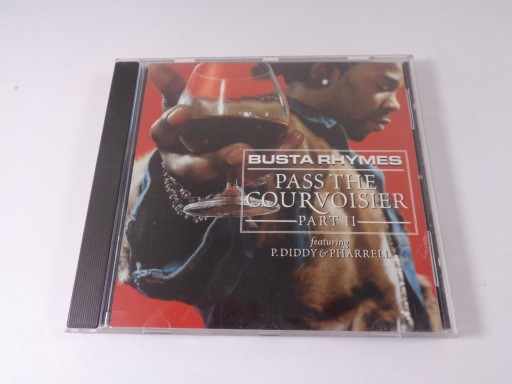 BUSTA RHYMES
PASS THE
COURVOISIER
PART II
featuring
P. DIDDY & PHARRELL